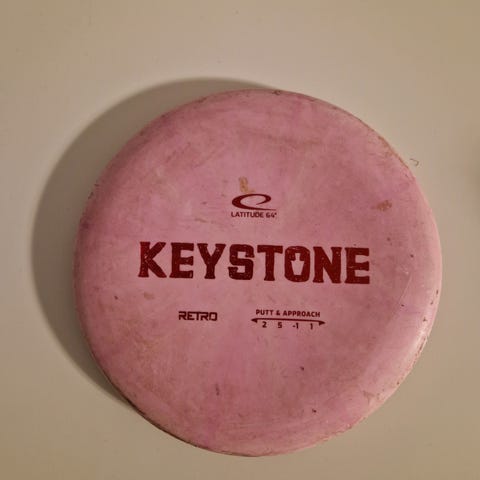 LATITUDE 64°
KEYSTONE
RETRO
PUTT & APPROACH
2 5 -1 1